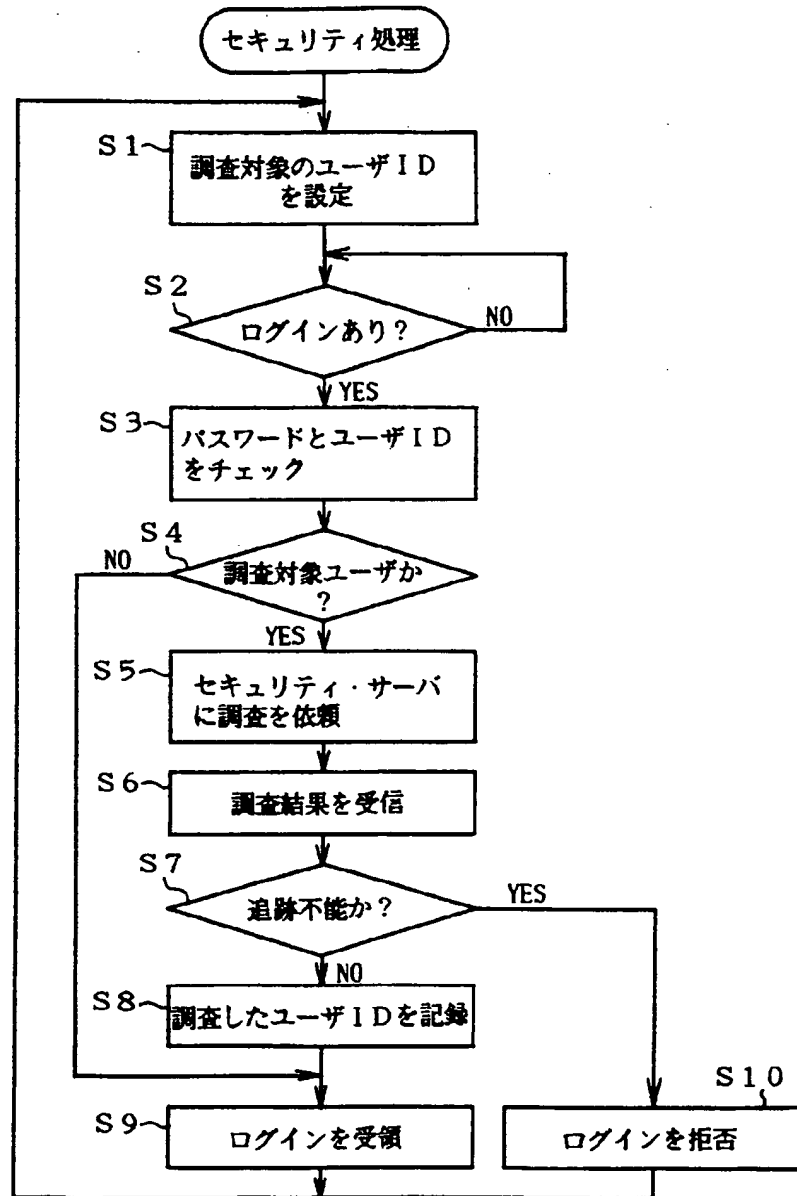 セキュリティ処理
S1
調査対象のユーザID
を設定
S2
ログインあり？
NO
YES
S3
パスワードとユーザID
をチェック
S4
NO
調査対象ユーザか
？
YES
S5
セキュリティ・サーバ
に調査を依頼
S6
調査結果を受信
S7
追跡不能か？
YES
NO
S8
調査したユーザIDを記録
S9
ログインを受領
S10
ログインを拒否